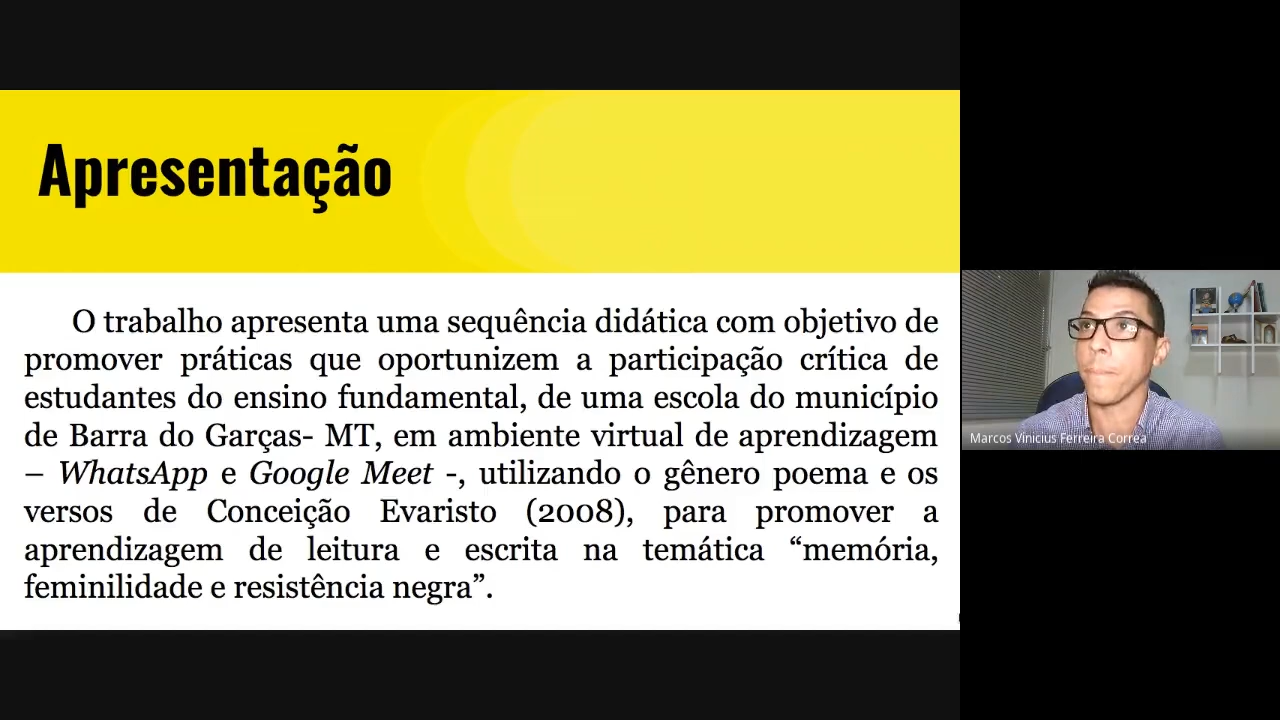 Apresentação
O trabalho apresenta uma sequência didática com objetivo de
promover práticas que oportunizem a participação crítica de
estudantes do ensino fundamental, de uma escola do município
de Barra do Garças- MT, em ambiente virtual de aprendizagem
– WhatsApp e Google Meet -, utilizando o gênero poema e os
versos de Conceição Evaristo (2008), para promover a
aprendizagem de leitura e escrita na temática “memória,
feminilidade e resistência negra”.
Marcos Vinicius Ferreira Correa